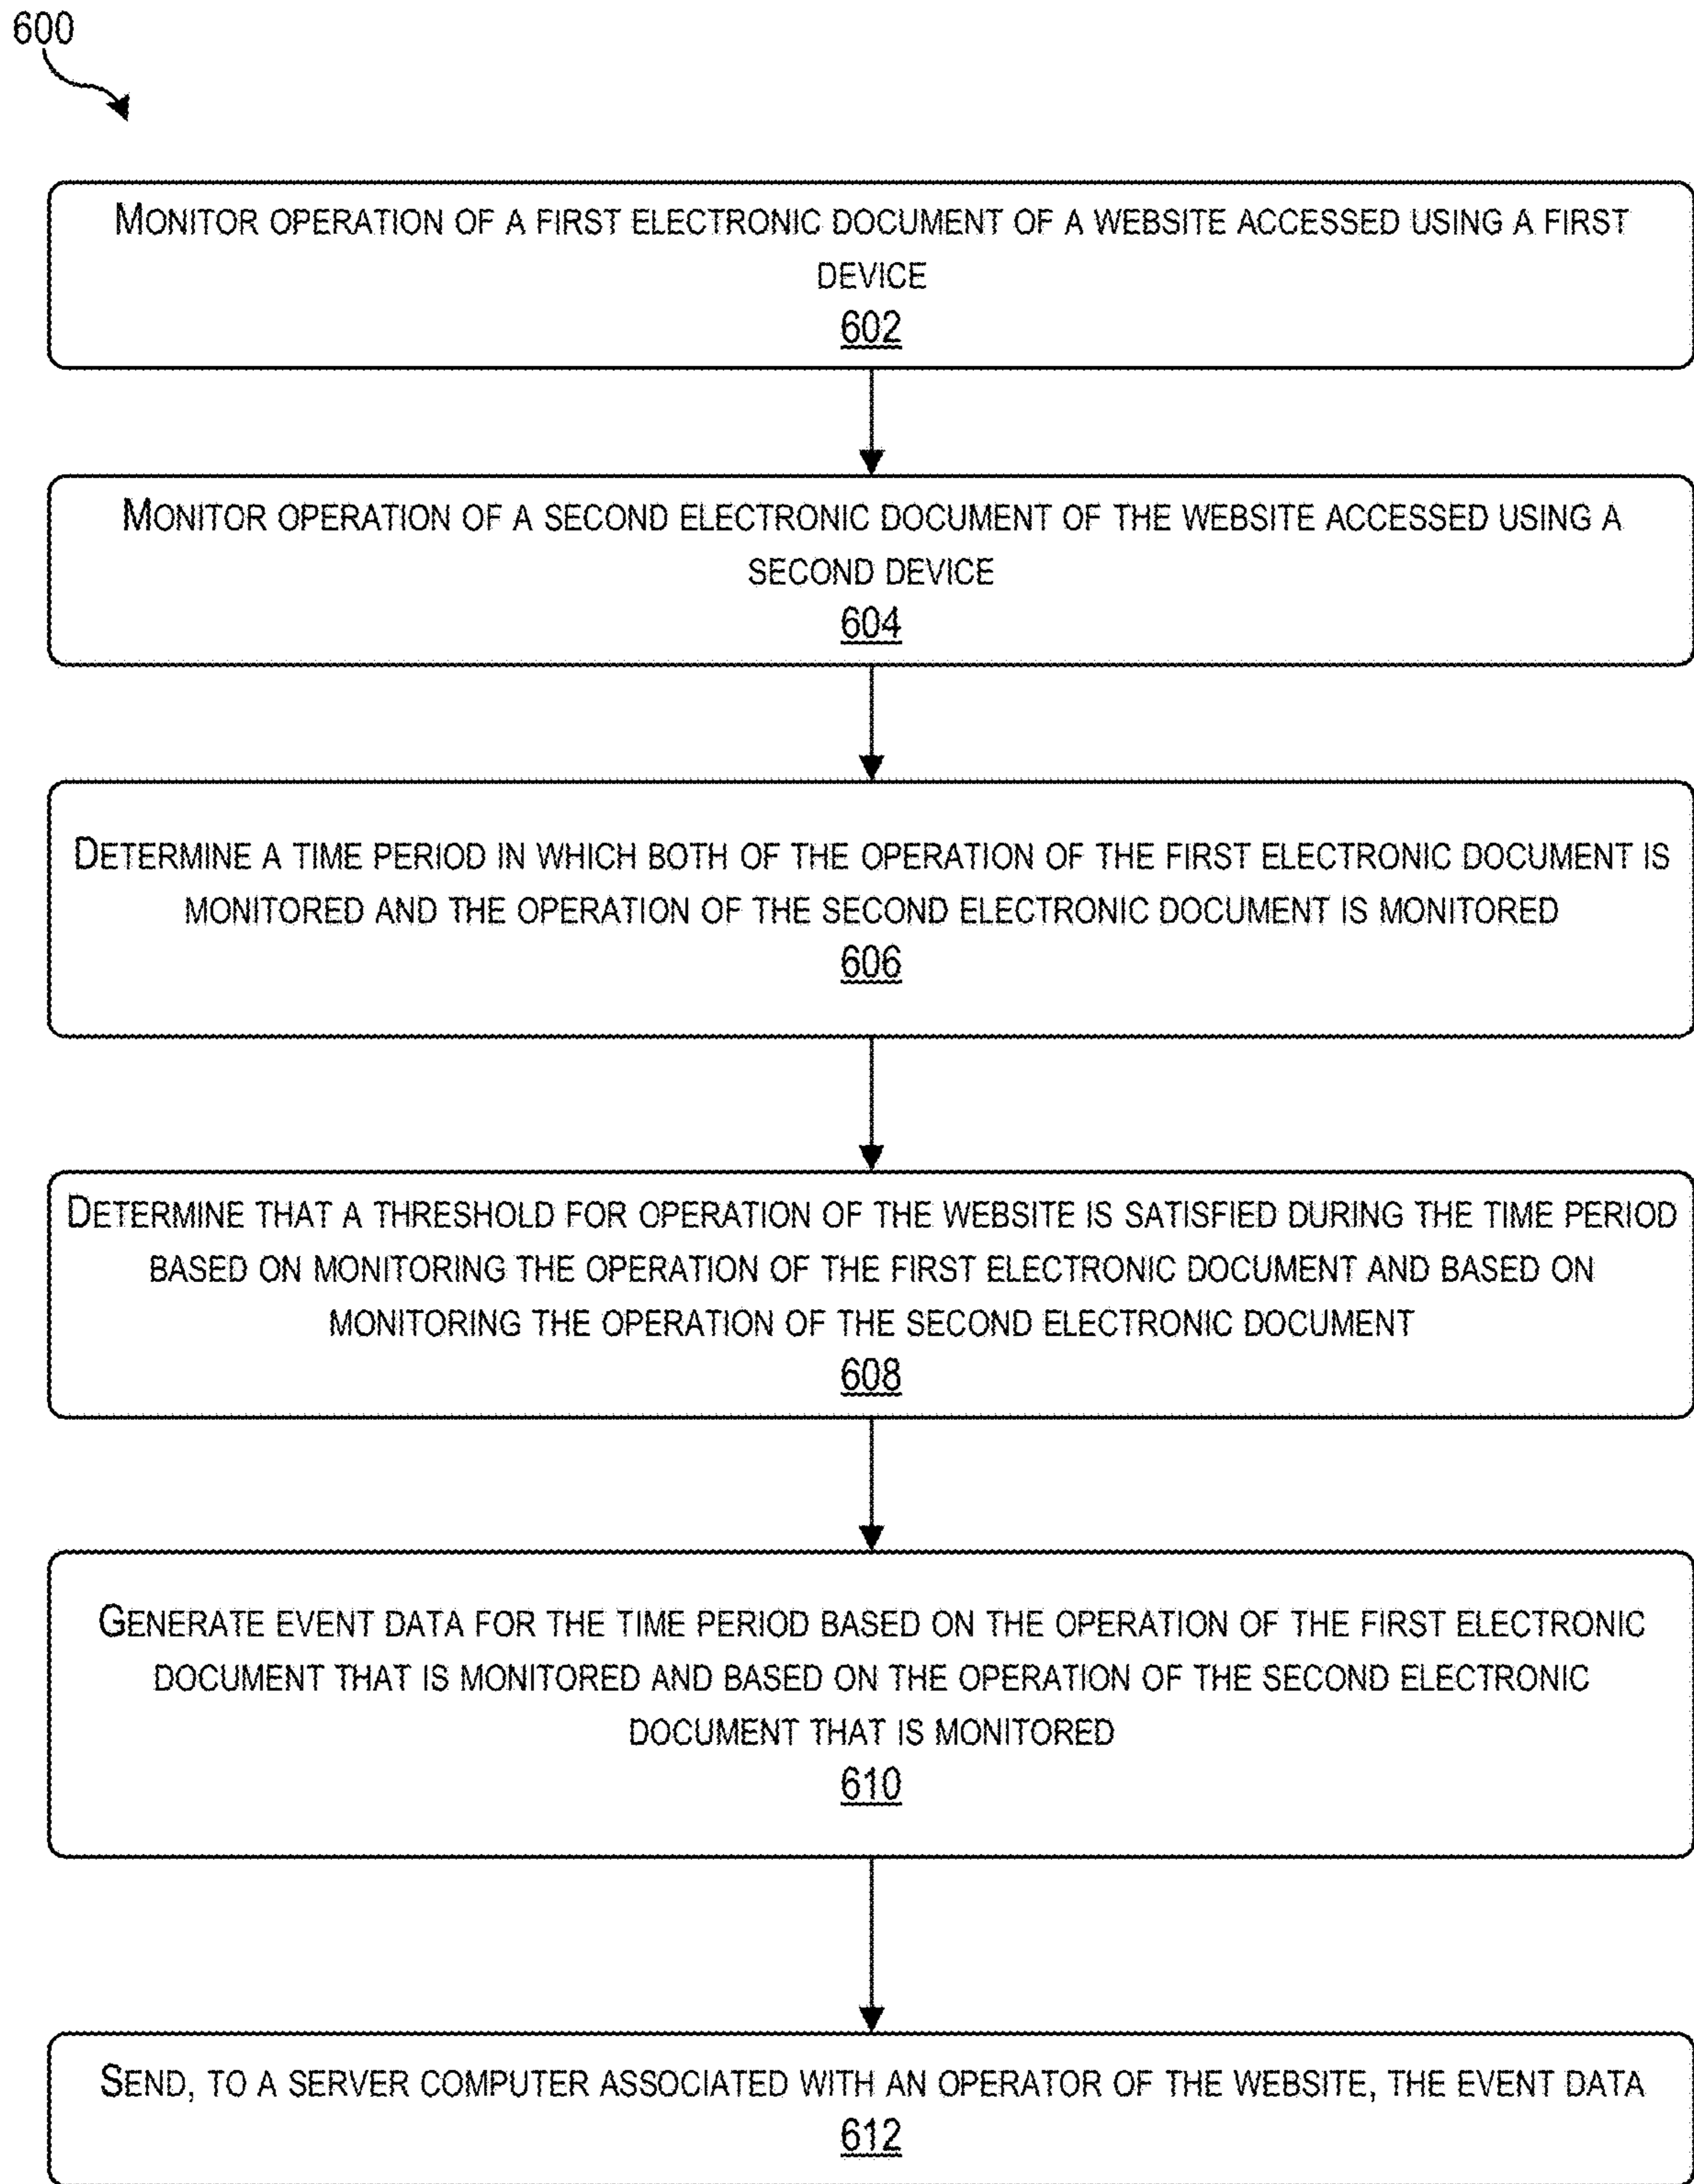 600
MONITOR OPERATION OF A FIRST ELECTRONIC DOCUMENT OF A WEBSITE ACCESSED USING A FIRST
DEVICE
602
MONITOR OPERATION OF A SECOND ELECTRONIC DOCUMENT OF THE WEBSITE ACCESSED USING A
SECOND DEVICE
604
DETERMINE A TIME PERIOD IN WHICH BOTH OF THE OPERATION OF THE FIRST ELECTRONIC DOCUMENT IS
MONITORED AND THE OPERATION OF THE SECOND ELECTRONIC DOCUMENT IS MONITORED
606
DETERMINE THAT A THRESHOLD FOR OPERATION OF THE WEBSITE IS SATISFIED DURING THE TIME PERIOD
BASED ON MONITORING THE OPERATION OF THE FIRST ELECTRONIC DOCUMENT AND BASED ON
MONITORING THE OPERATION OF THE SECOND ELECTRONIC DOCUMENT
608
GENERATE EVENT DATA FOR THE TIME PERIOD BASED ON THE OPERATION OF THE FIRST ELECTRONIC
DOCUMENT THAT IS MONITORED AND BASED ON THE OPERATION OF THE SECOND ELECTRONIC
DOCUMENT THAT IS MONITORED
610
SEND, TO A SERVER COMPUTER ASSOCIATED WITH AN OPERATOR OF THE WEBSITE, THE EVENT DATA
612